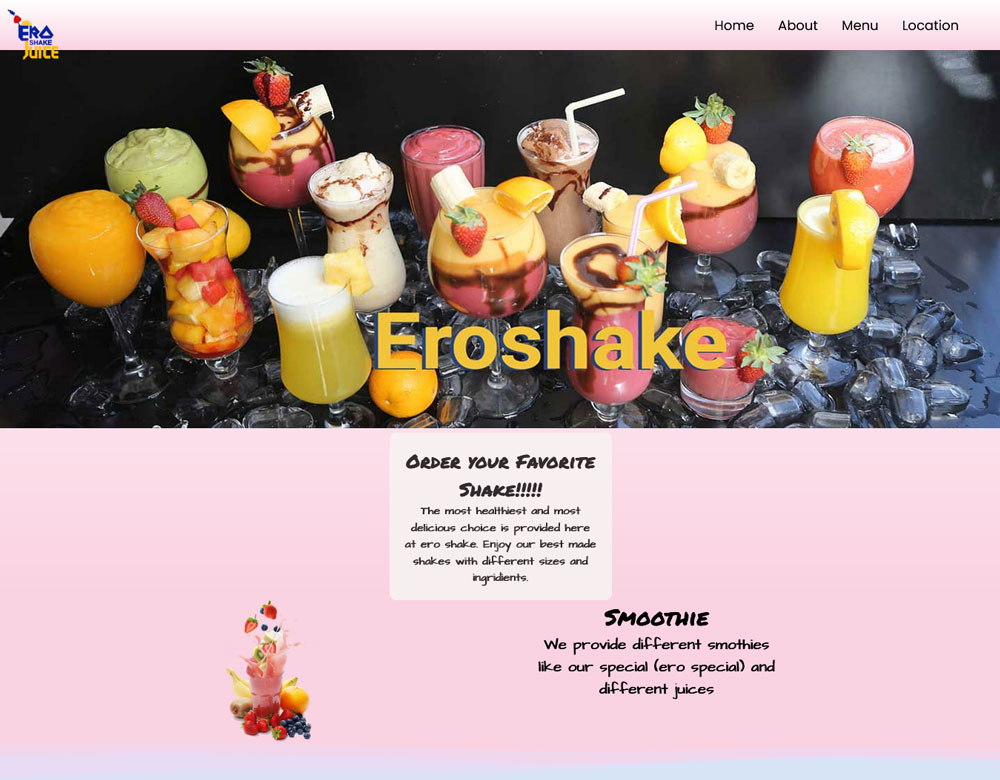 ERO
SHAKE
JUICE
Home About Menu Location
Eroshake
Order your Favorite
Shake!!!!!
The most healthiest and most
delicious choice is provided here
at ero shake. Enjoy our best made
shakes with different sizes and
ingridients.
Smoothie
We provide different smothies
like our special (ero special) and
different juices